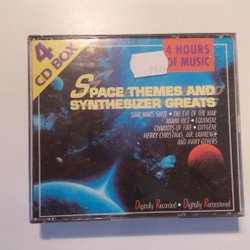 4
CD BOX
4 HOURS
OF MUSIC
SPACE THEMES AND
SYNTHESIZER GREATS
STAR WARS SUITE • THE EVE OF THE WAR
MIAMI VICE • EQUINOXE
CHARIOTS OF FIRE • OXYGENE
MERRY CHRISTMAS, MR. LAWRENCE
AND MANY OTHERS
Digitally Recorded • Digitally Remastered